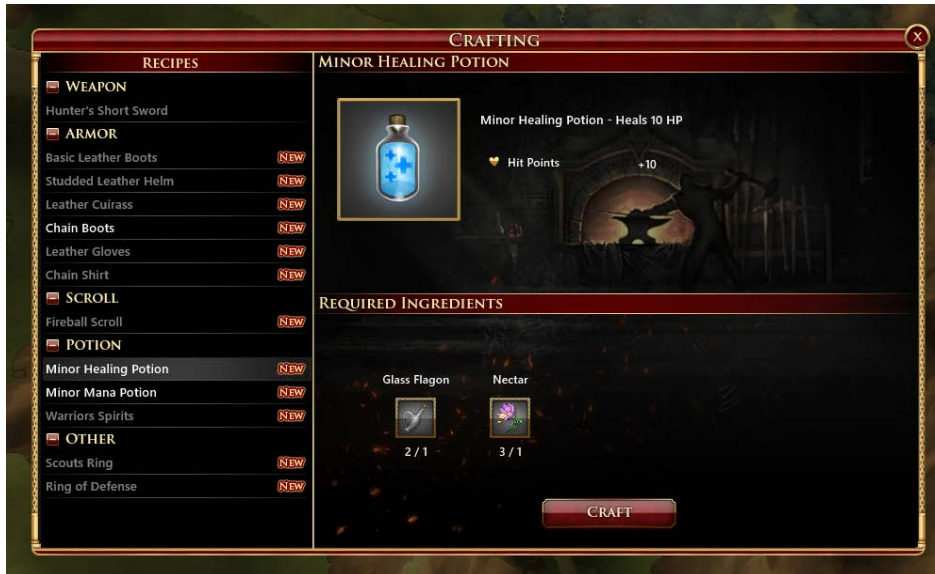 CRAFTING
X
RECIPES
WEAPON
Hunter's Short Sword
ARMOR
Basic Leather Boots NEW
Studded Leather Helm NEW
Leather Cuirass NEW
Chain Boots NEW
Leather Gloves NEW
Chain Shirt NEW
SCROLL
Fireball Scroll NEW
POTION
Minor Healing Potion NEW
Minor Mana Potion NEW
Warriors Spirits NEW
OTHER
Scouts Ring NEW
Ring of Defense NEW
MINOR HEALING POTION
Minor Healing Potion - Heals 10 HP
Hit Points +10
REQUIRED INGREDIENTS
Glass Flagon Nectar
2 / 1 3 / 1
CRAFT